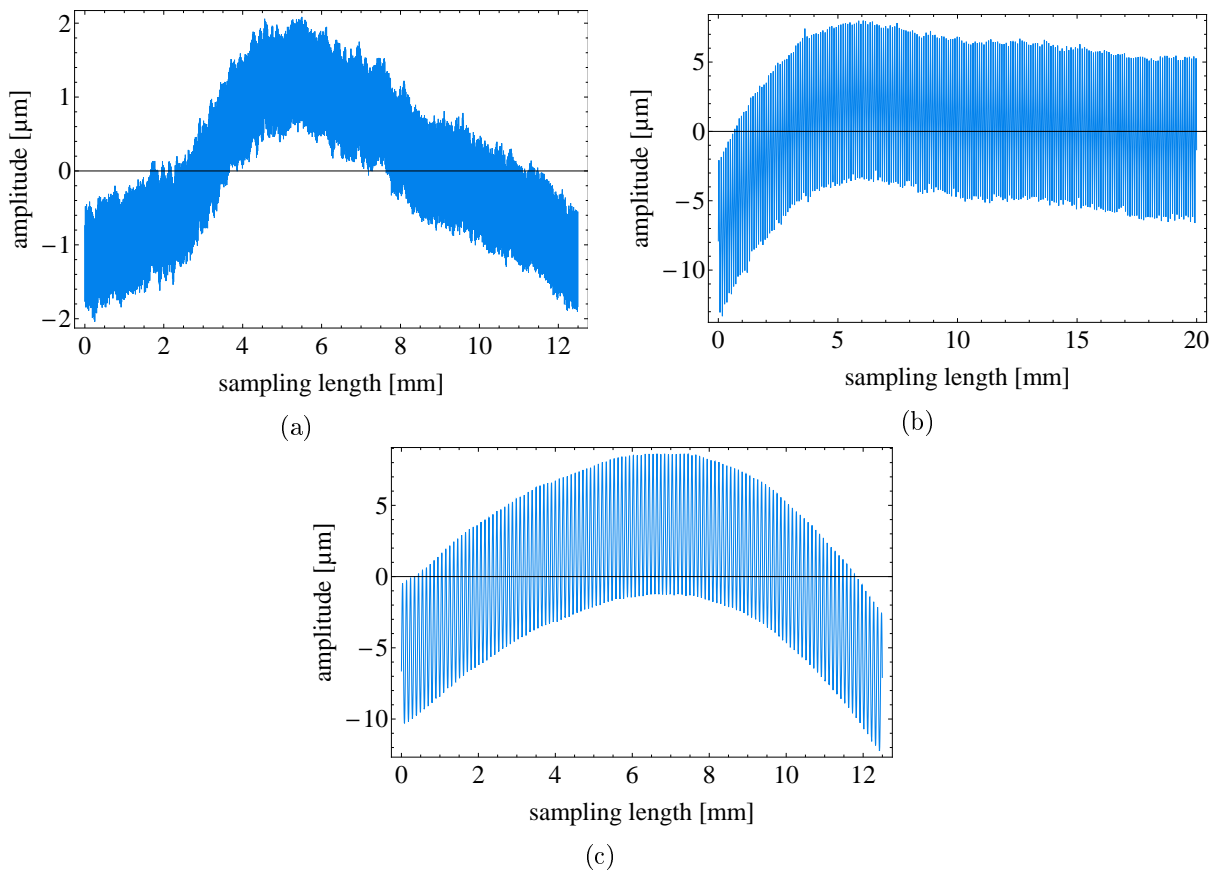 2
1
0
−1
−2
amplitude [µm]
0 2 4 6 8 10 12
sampling length [mm]
(a)
5
0
−5
−10
amplitude [µm]
0 5 10 15 20
sampling length [mm]
(b)
5
0
−5
−10
amplitude [µm]
0 2 4 6 8 10 12
sampling length [mm]
(c)